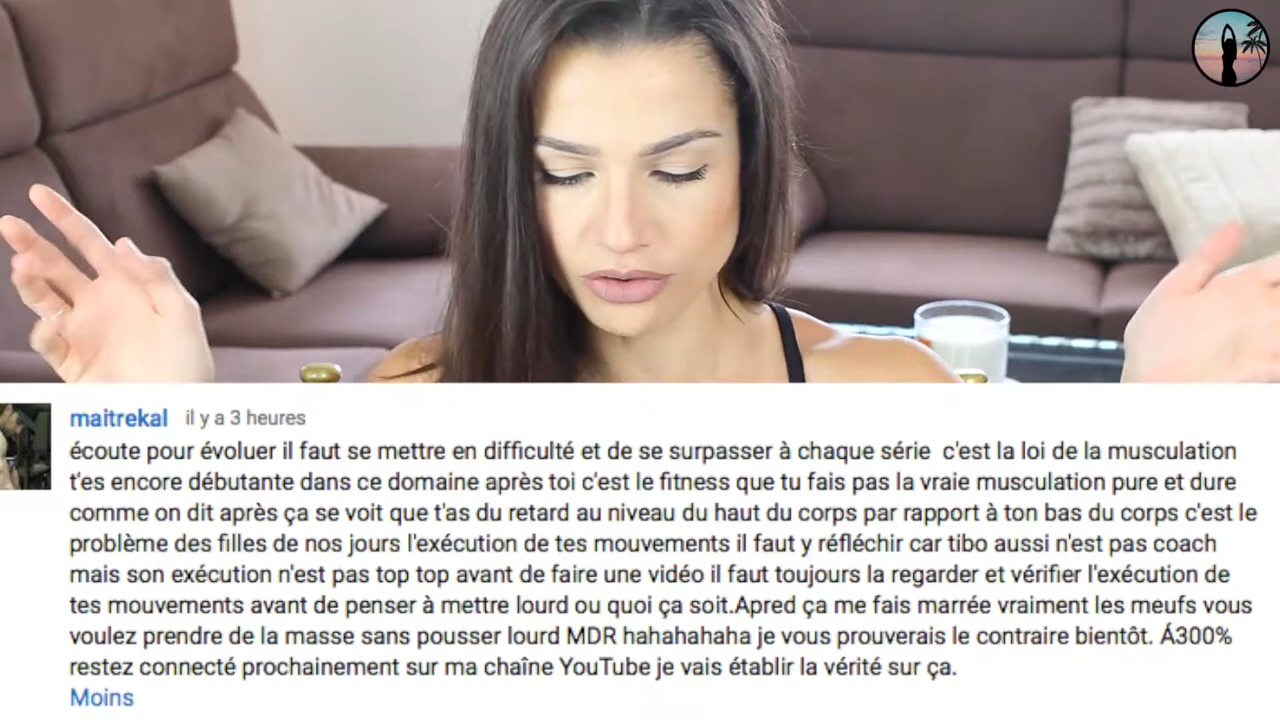 maitrekal il y a 3 heures
écoute pour évoluer il faut se mettre en difficulté et de se surpasser à chaque série c'est la loi de la musculation
t'es encore débutante dans ce domaine après toi c'est le fitness que tu fais pas la vraie musculation pure et dure
comme on dit après ça se voit que t'as du retard au niveau du haut du corps par rapport à ton bas du corps c'est le
problème des filles de nos jours l'exécution de tes mouvements il faut y réfléchir car tibo aussi n'est pas coach
mais son exécution n'est pas top top avant de faire une vidéo il faut toujours la regarder et vérifier l'exécution de
tes mouvements avant de penser à mettre lourd ou quoi ça soit.Apred ça me fais marrée vraiment les meufs vous
voulez prendre de la masse sans pousser lourd MDR hahahahaha je vous prouverais le contraire bientôt. Á300%
restez connecté prochainement sur ma chaîne YouTube je vais établir la vérité sur ça.
Moins